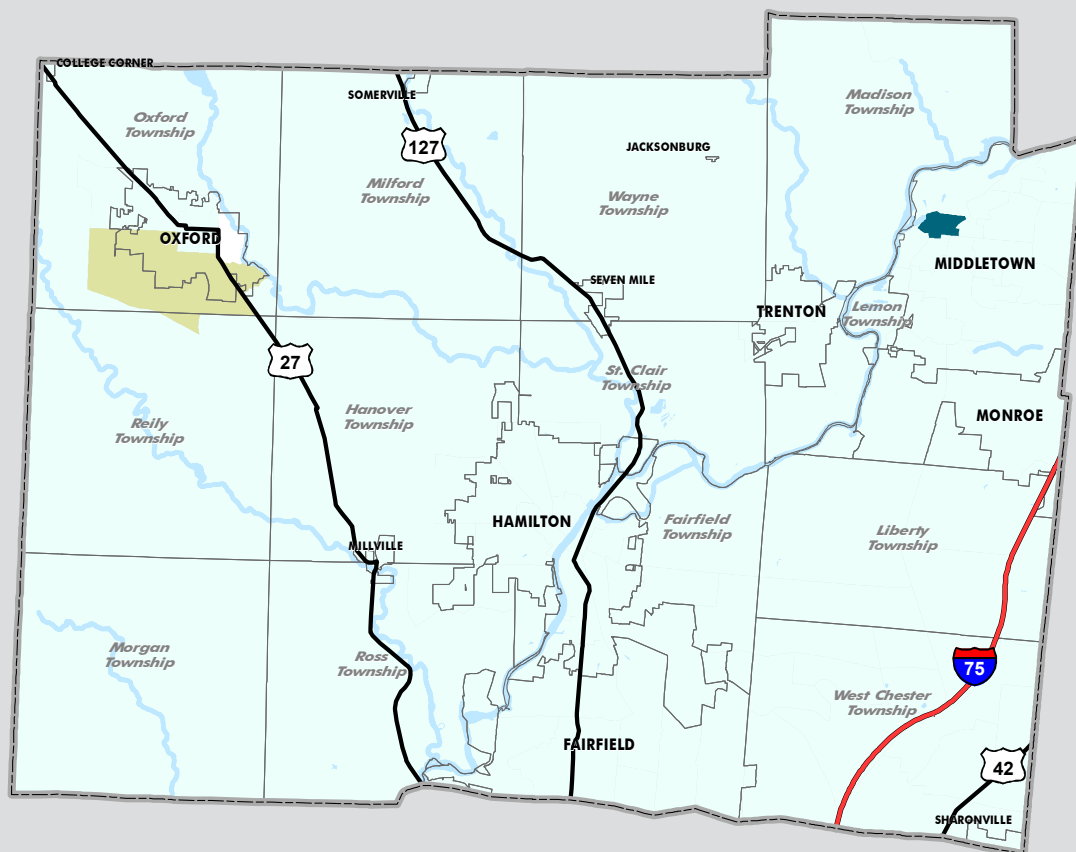 COLLEGE CORNER
SOMERVILLE
Madison
Township
Oxford
Township
127
JACKSONBURG
Milford
Township
Wayne
Township
OXFORD
MIDDLETOWN
SEVEN MILE
TRENTON
Lemon
Township
27
St. Clair
Township
Hanover
Township
MONROE
Reily
Township
HAMILTON
Fairfield
Township
Liberty
Township
MILLVILLE
Morgan
Township
Ross
Township
75
West Chester
Township
FAIRFIELD
42
SHARONVILLE